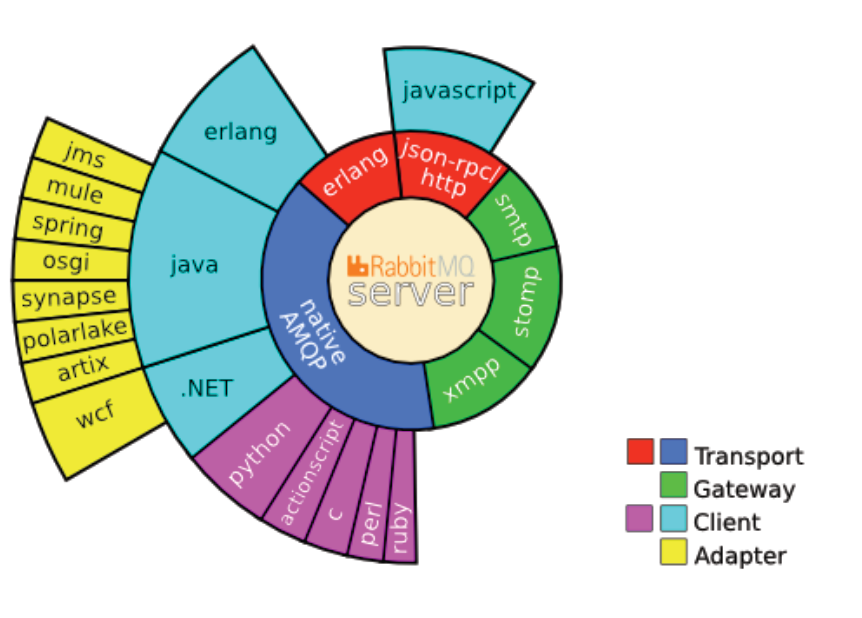 javascript
erlang
java
.NET
jms
mule
spring
osgi
synapse
polarlake
artix
wcf
erlang
json-rpc/
http
smtp
stomp
xmpp
native
AMQP
RabbitMQ
server
python
actionscript
c
perl
ruby
Transport
Gateway
Client
Adapter